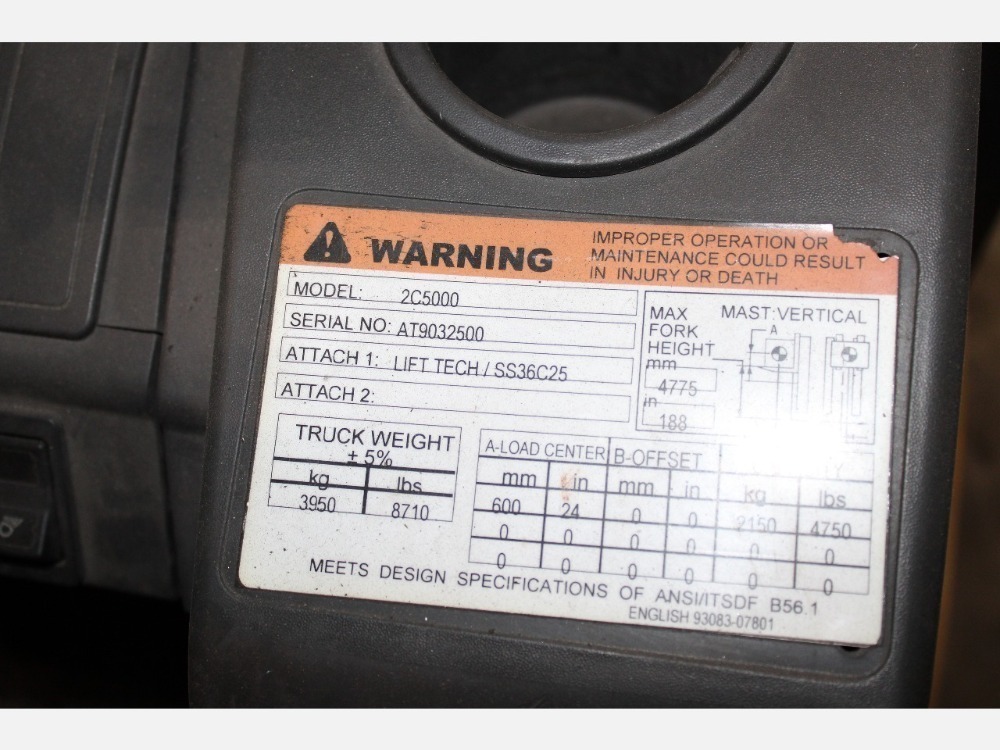 WARNING
IMPROPER OPERATION OR
MAINTENANCE COULD RESULT
IN INJURY OR DEATH
MODEL: 2C5000
SERIAL NO: AT9032500
ATTACH 1: LIFT TECH / SS36C25
ATTACH 2:
MAX
FORK
HEIGHT
mm
4775
in
188
MAST:VERTICAL
A
TRUCK WEIGHT
± 5%
kg lbs
3950 8710
A-LOAD CENTER B-OFFSET
mm in mm in kg lbs
600 24 0 0 2150 4750
0 0 0 0 0 0
0 0 0 0 0 0
MEETS DESIGN SPECIFICATIONS OF ANSI/ITSDF B56.1
ENGLISH 93083-07801